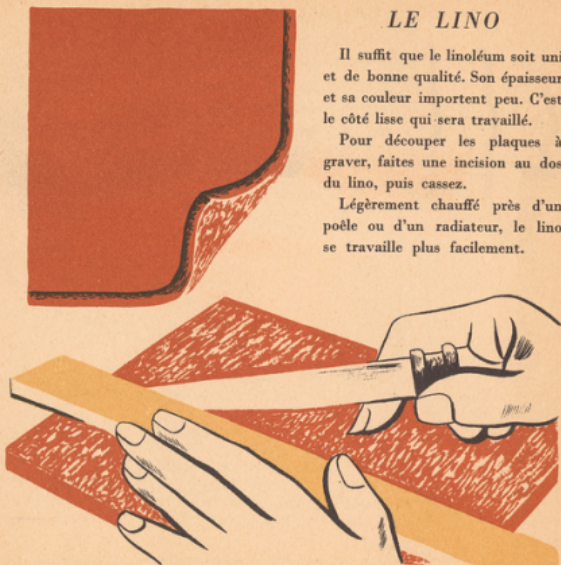 LE LINO
Il suffit que le linoléum soit uni
et de bonne qualité. Son épaisseur
et sa couleur importent peu. C'est
le côté lisse qui sera travaillé.
Pour découper les plaques à
graver, faites une incision au dos
du lino, puis cassez.
Légèrement chauffé près d'un
poêle ou d'un radiateur, le lino
se travaille plus facilement.